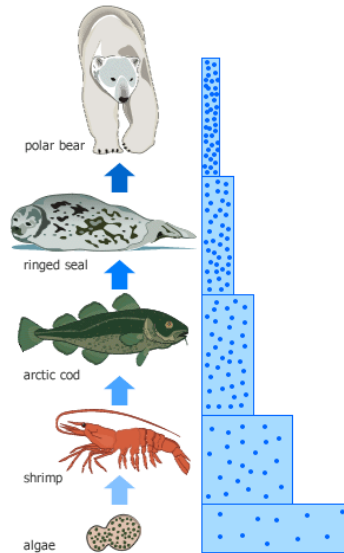 polar bear
ringed seal
arctic cod
shrimp
algae